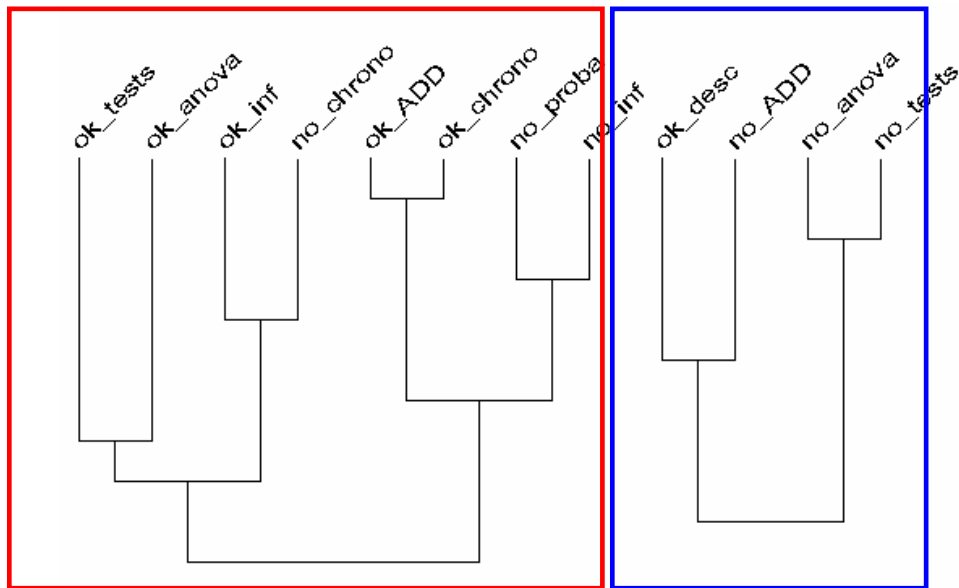 ok_tests
ok_anova
ok_inf
no_chrono
ok_ADD
ok_chrono
no_proba
no_inf
ok_desc
no_ADD
no_anova
no_tests